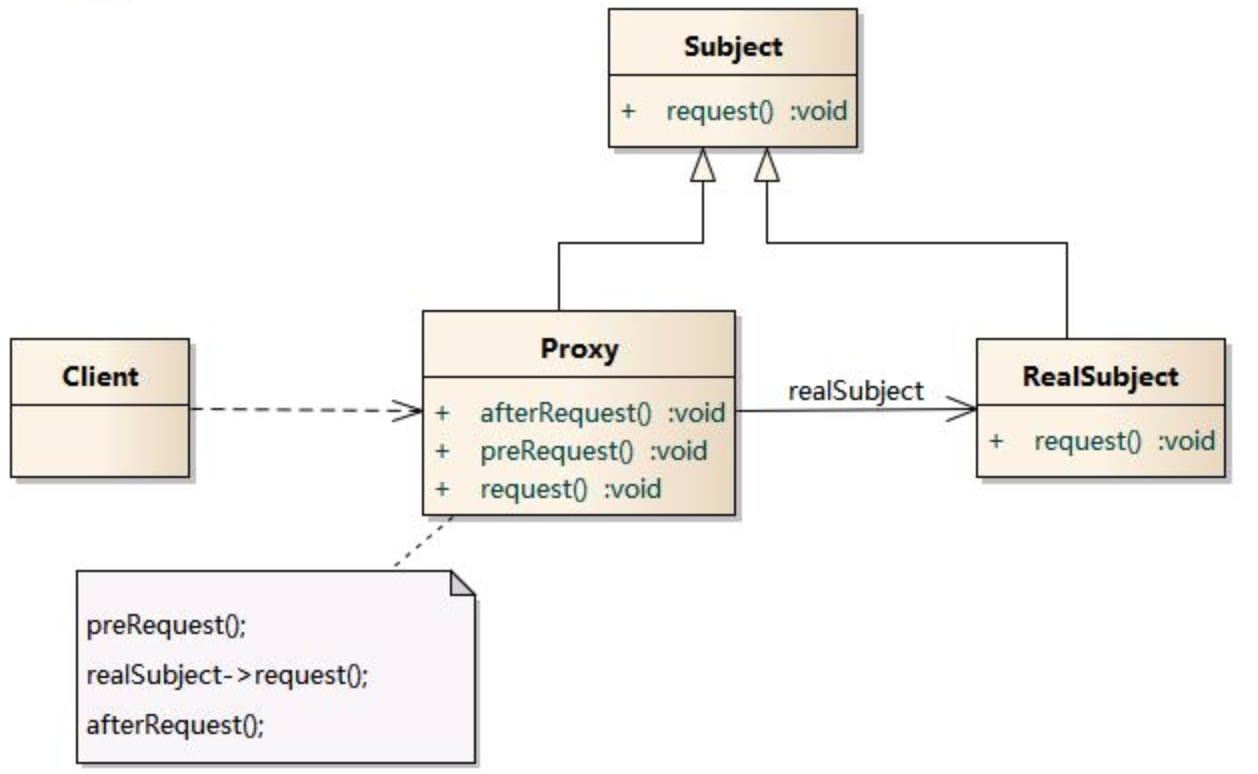 Subject
+ request() :void
Client
Proxy
+ afterRequest() :void
+ preRequest() :void
+ request() :void
realSubject
RealSubject
+ request() :void
preRequest();
realSubject->request();
afterRequest();